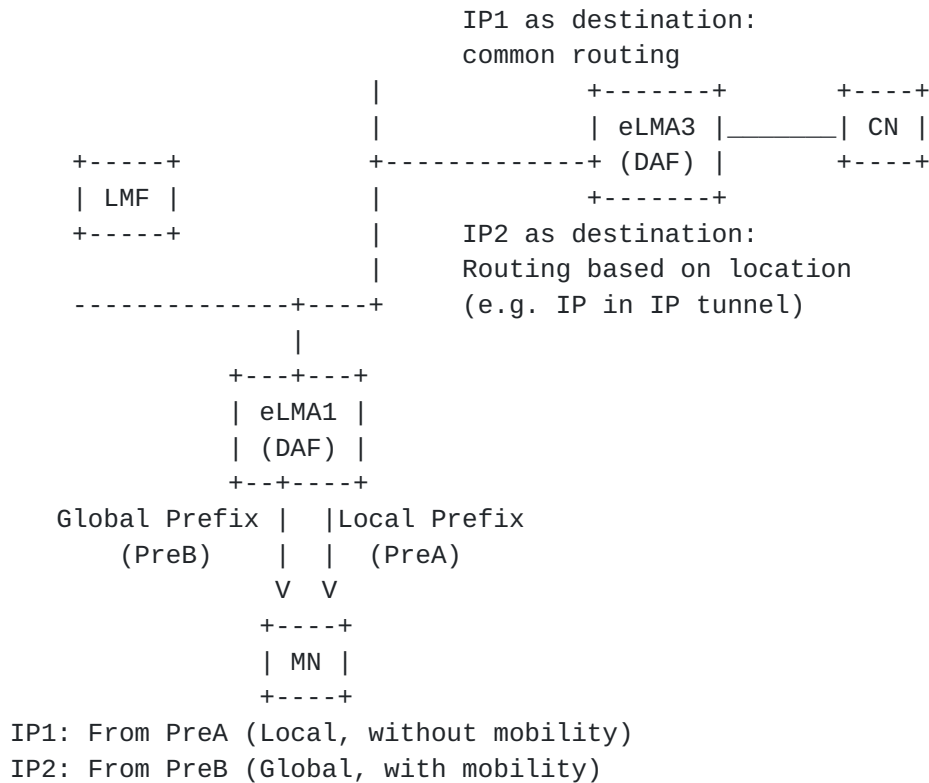 IP1 as destination:
common routing
| +-------+ +----+
| | eLMA3 |_______| CN |
+-----+ +-------------+ (DAF) | +----+
| LMF | | +-------+
+-----+ | IP2 as destination:
| Routing based on location
--------------+----+ (e.g. IP in IP tunnel)
|
+---+---+
| eLMA1 |
| (DAF) |
+--+----+
Global Prefix | |Local Prefix
(PreB) | | (PreA)
V V
+----+
| MN |
+----+
IP1: From PreA (Local, without mobility)
IP2: From PreB (Global, with mobility)